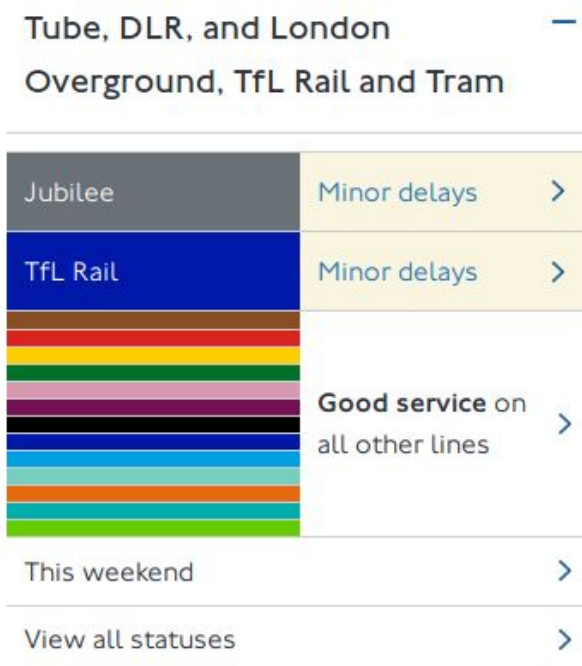 Tube, DLR, and London
Overground, TfL Rail and Tram
Jubilee
Minor delays
TfL Rail
Minor delays
Good service on
all other lines
This weekend
View all statuses